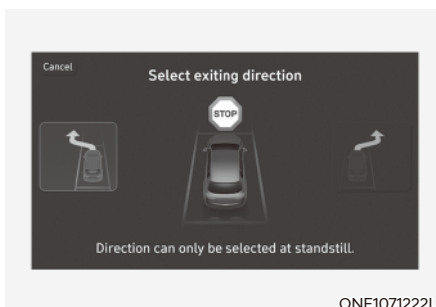 Cancel
Select exiting direction
STOP
Direction can only be selected at standstill.
ONE1071222L